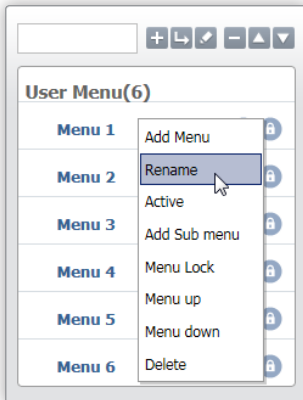 User Menu(6)
Menu 1
Menu 2
Menu 3
Menu 4
Menu 5
Menu 6
Add Menu
Rename
Active
Add Sub menu
Menu Lock
Menu up
Menu down
Delete